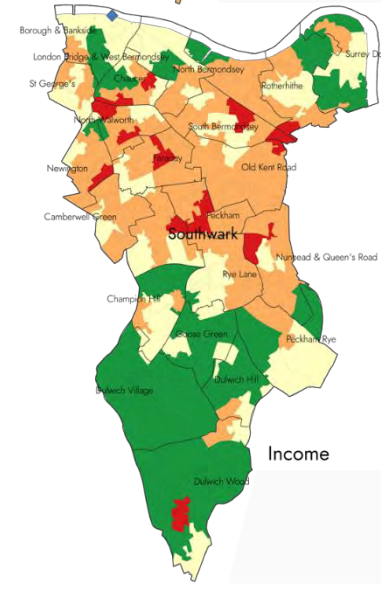 Borough & Bankside
London Bridge & West Bermondsey
Surrey Do
St George's
Chaucer
North Bermondsey
Rotherhithe
North Walworth
South Bermondsey
Faraday
Newington
Old Kent Road
Camberwell Green
Peckham
Southwark
Nunhead & Queen's Road
Rye Lane
Champion Hill
Goose Green
Peckham Rye
Dulwich Hill
Dulwich Village
Income
Dulwich Wood